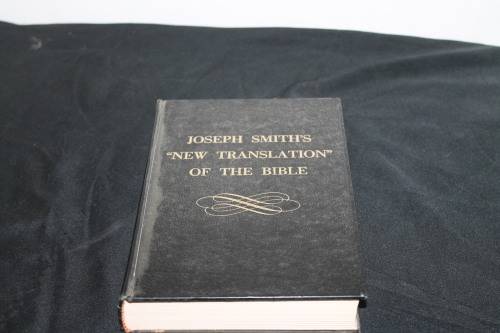 JOSEPH SMITH'S
"NEW TRANSLATION"
OF THE BIBLE